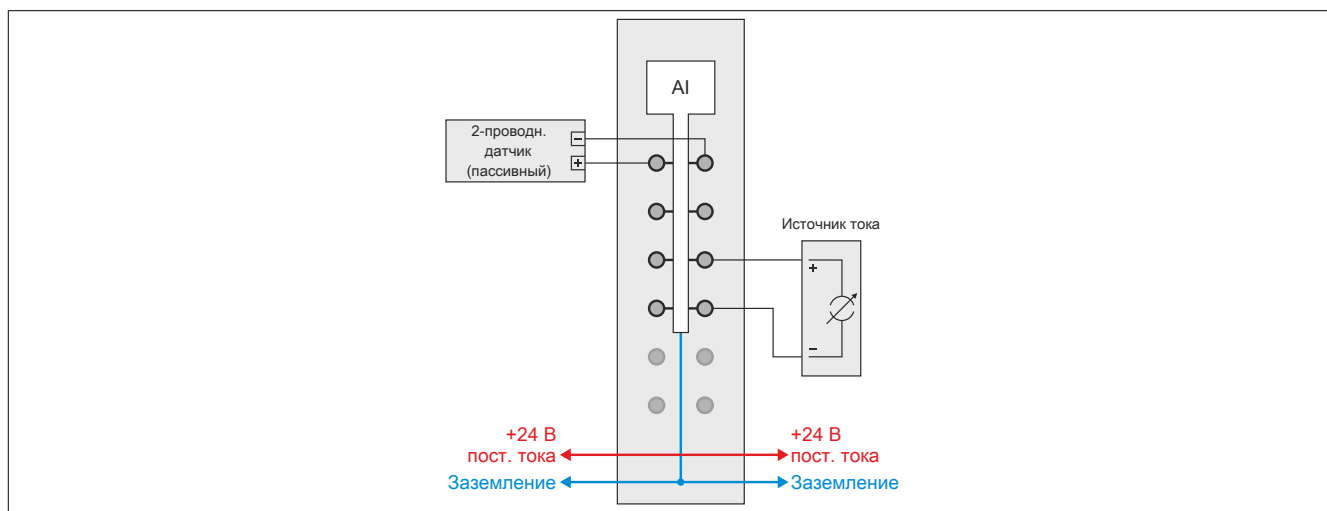 AI
2-проводн.
датчик
(пассивный)
−
+
Источник тока
+
−
+24 В
пост. тока
+24 В
пост. тока
Заземление
Заземление